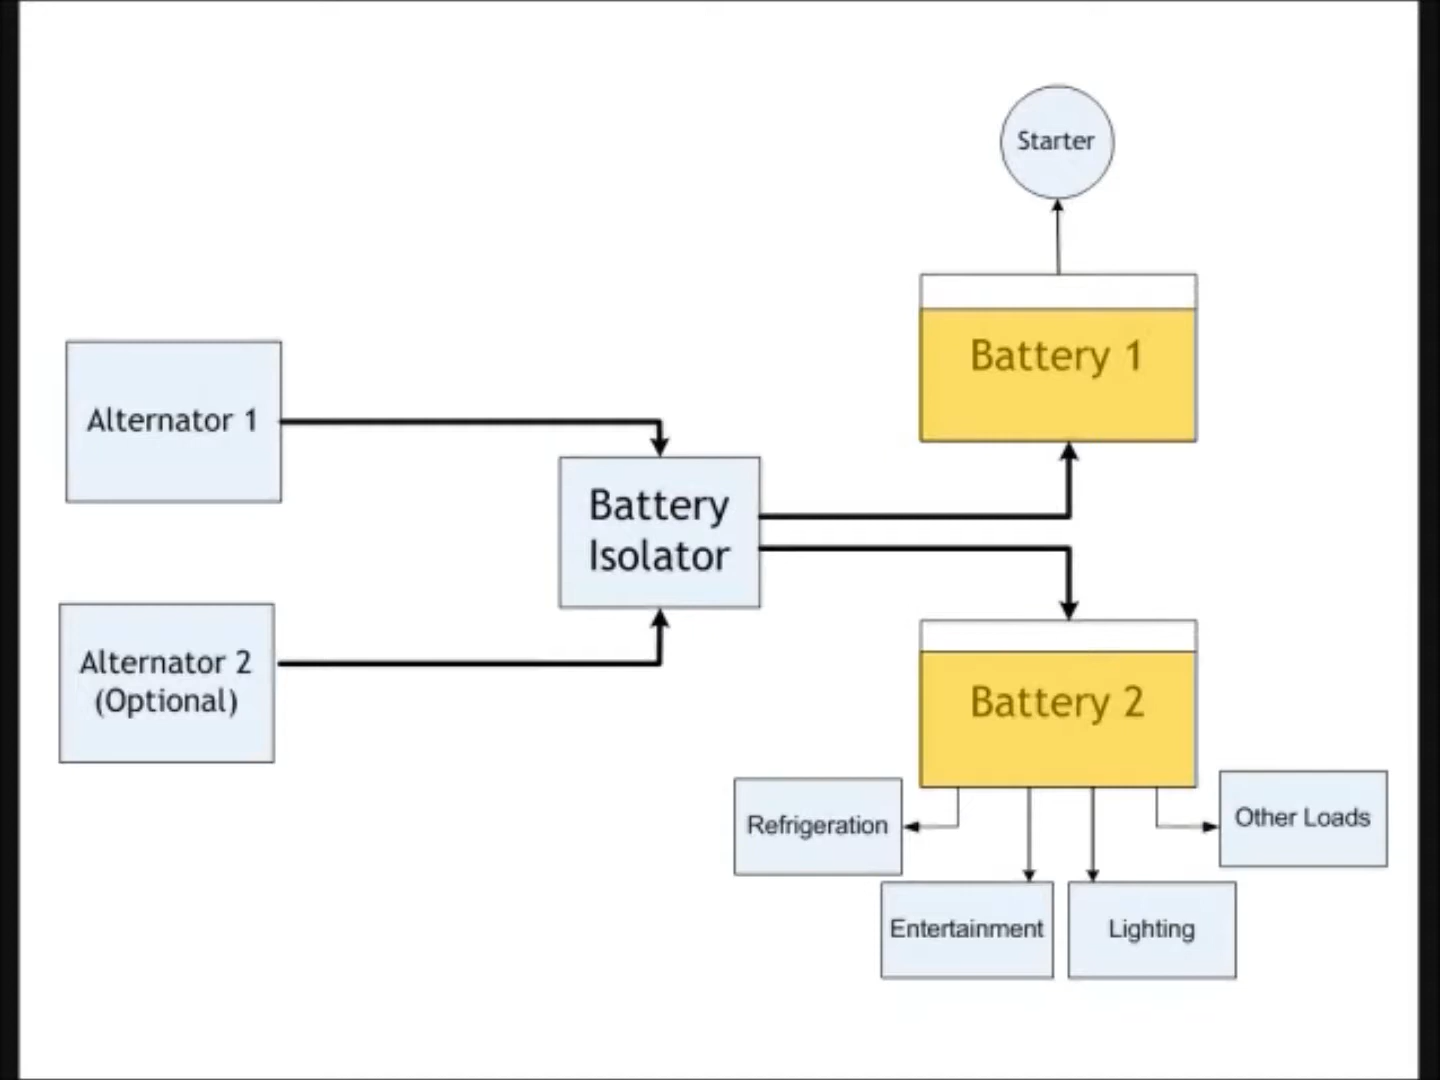 Starter
Battery 1
Alternator 1
Battery
Isolator
Alternator 2
(Optional)
Battery 2
Refrigeration
Other Loads
Entertainment
Lighting